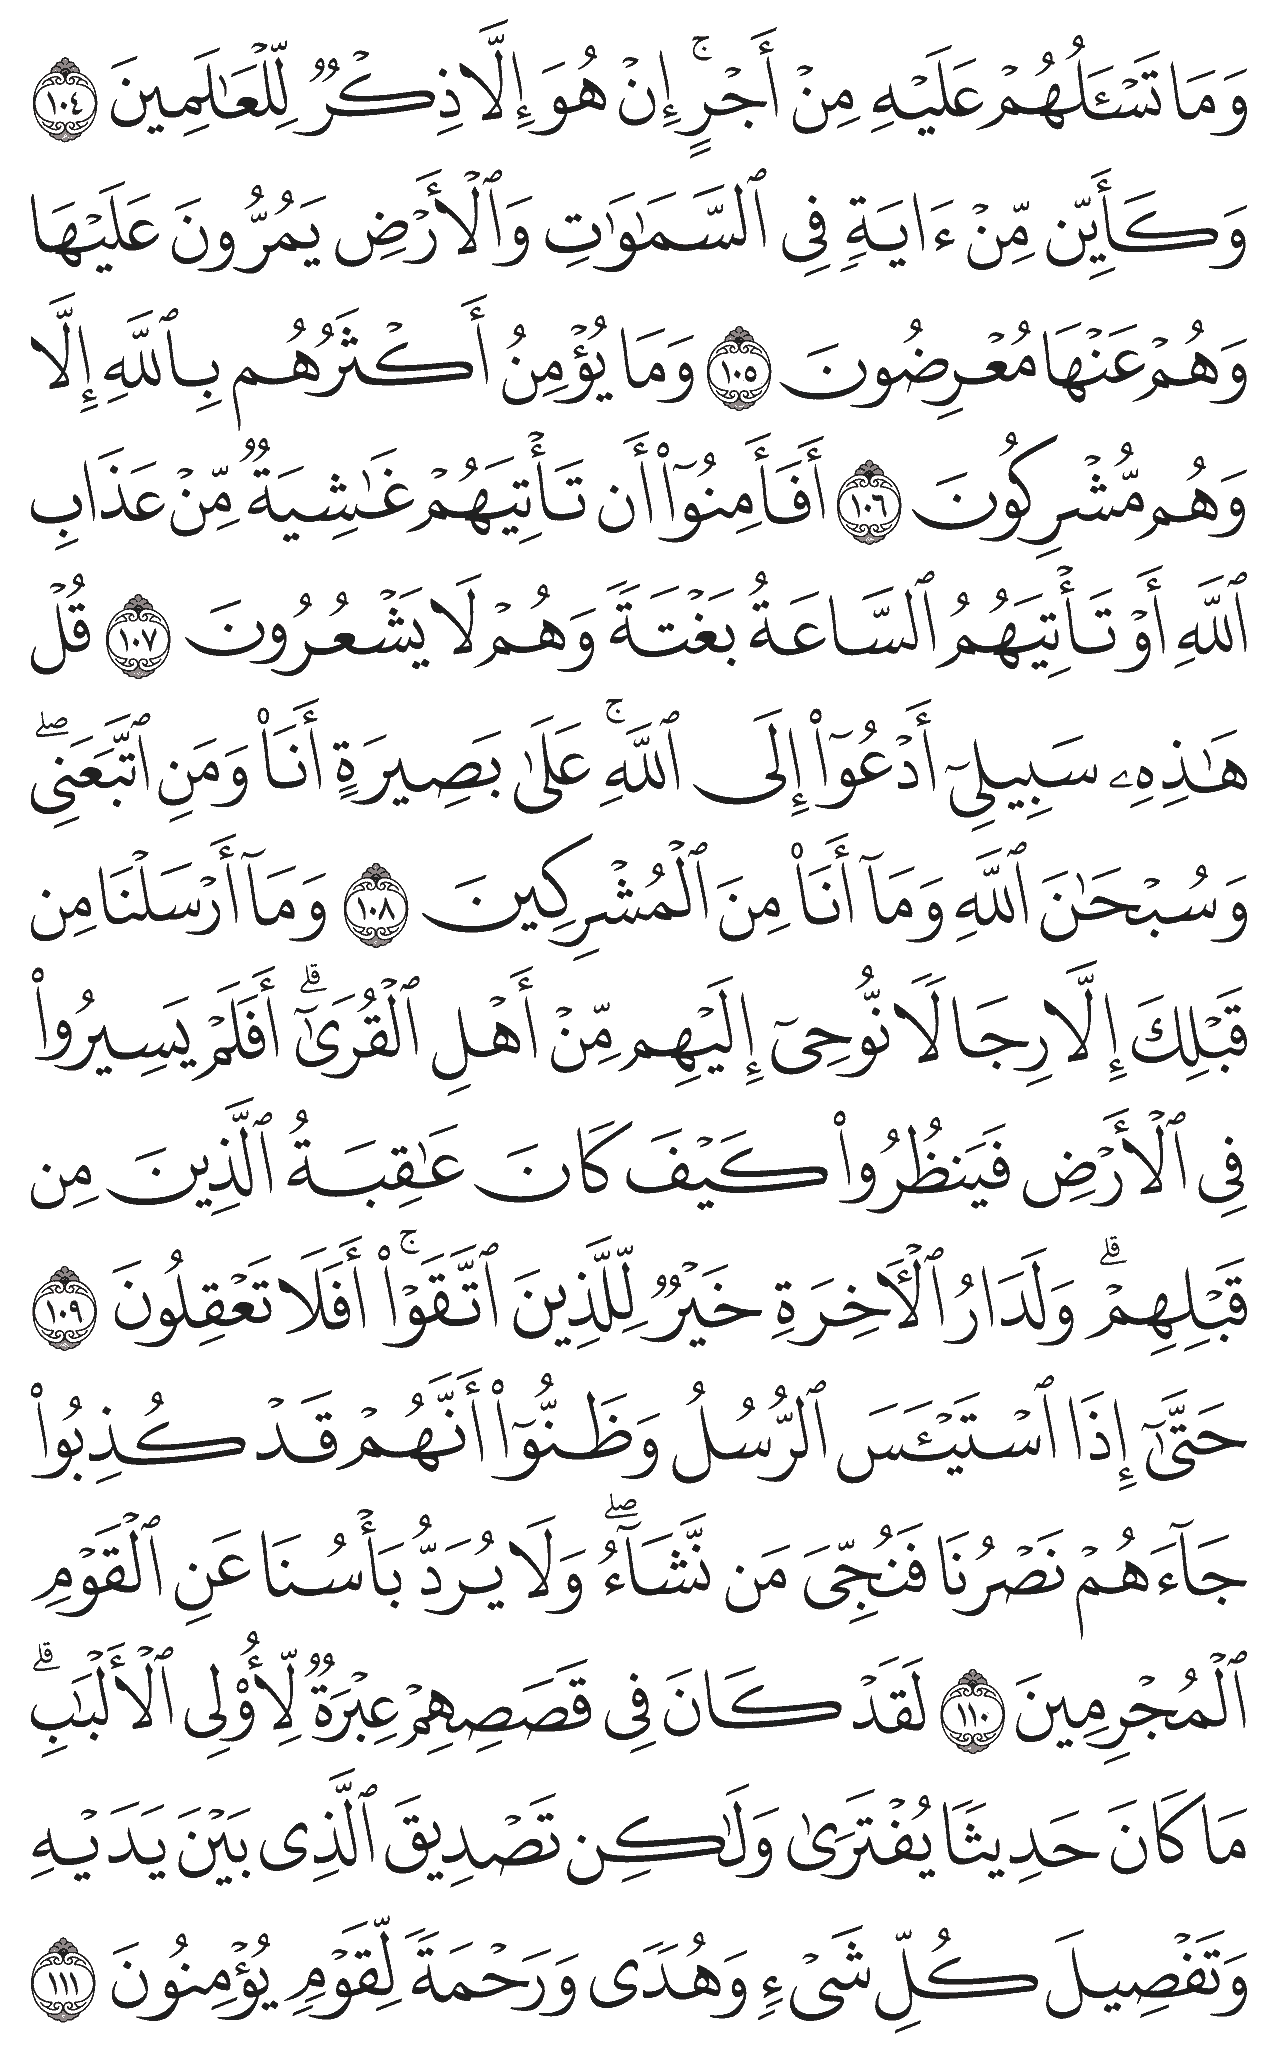 وَمَا تَسْـَٔلُهُمْ عَلَيْهِ مِنْ أَجْرٍ ۚ إِنْ هُوَ إِلَّا ذِكْرٌ لِّلْعَـٰلَمِينَ ١٠٤
وَكَأَيِّن مِّنْ ءَايَةٍ فِى ٱلسَّمَـٰوَٰتِ وَٱلْأَرْضِ يَمُرُّونَ عَلَيْهَا
وَهُمْ عَنْهَا مُعْرِضُونَ ١٠٥ وَمَا يُؤْمِنُ أَكْثَرُهُم بِٱللَّهِ إِلَّا
وَهُم مُّشْرِكُونَ ١٠٦ أَفَأَمِنُوٓا۟ أَن تَأْتِيَهُمْ غَـٰشِيَةٌ مِّنْ عَذَابِ
ٱللَّهِ أَوْ تَأْتِيَهُمُ ٱلسَّاعَةُ بَغْتَةً وَهُمْ لَا يَشْعُرُونَ ١٠٧ قُلْ
هَـٰذِهِۦ سَبِيلِىٓ أَدْعُوٓا۟ إِلَى ٱللَّهِ ۚ عَلَىٰ بَصِيرَةٍ أَنَا۠ وَمَنِ ٱتَّبَعَنِى ۖ
وَسُبْحَـٰنَ ٱللَّهِ وَمَآ أَنَا۠ مِنَ ٱلْمُشْرِكِينَ ١٠٨ وَمَآ أَرْسَلْنَا مِن
قَبْلِكَ إِلَّا رِجَالًا نُّوحِىٓ إِلَيْهِم مِّنْ أَهْلِ ٱلْقُرَىٰٓ ۗ أَفَلَمْ يَسِيرُوا۟
فِى ٱلْأَرْضِ فَيَنظُرُوا۟ كَيْفَ كَانَ عَـٰقِبَةُ ٱلَّذِينَ مِن
قَبْلِهِمْ ۗ وَلَدَارُ ٱلْـَٔاخِرَةِ خَيْرٌ لِّلَّذِينَ ٱتَّقَوْا۟ ۚ أَفَلَا تَعْقِلُونَ ١٠٩
حَتَّىٰٓ إِذَا ٱسْتَيْـَٔسَ ٱلرُّسُلُ وَظَنُّوٓا۟ أَنَّهُمْ قَدْ كُذِبُوا۟
جَآءَهُمْ نَصْرُنَا فَنُجِّىَ مَن نَّشَآءُ ۖ وَلَا يُرَدُّ بَأْسُنَا عَنِ ٱلْقَوْمِ
ٱلْمُجْرِمِينَ ١١٠ لَقَدْ كَانَ فِى قَصَصِهِمْ عِبْرَةٌ لِّأُو۟لِى ٱلْأَلْبَـٰبِ ۗ
مَا كَانَ حَدِيثًا يُفْتَرَىٰ وَلَـٰكِن تَصْدِيقَ ٱلَّذِى بَيْنَ يَدَيْهِ
وَتَفْصِيلَ كُلِّ شَىْءٍ وَهُدًى وَرَحْمَةً لِّقَوْمٍ يُؤْمِنُونَ ١١١